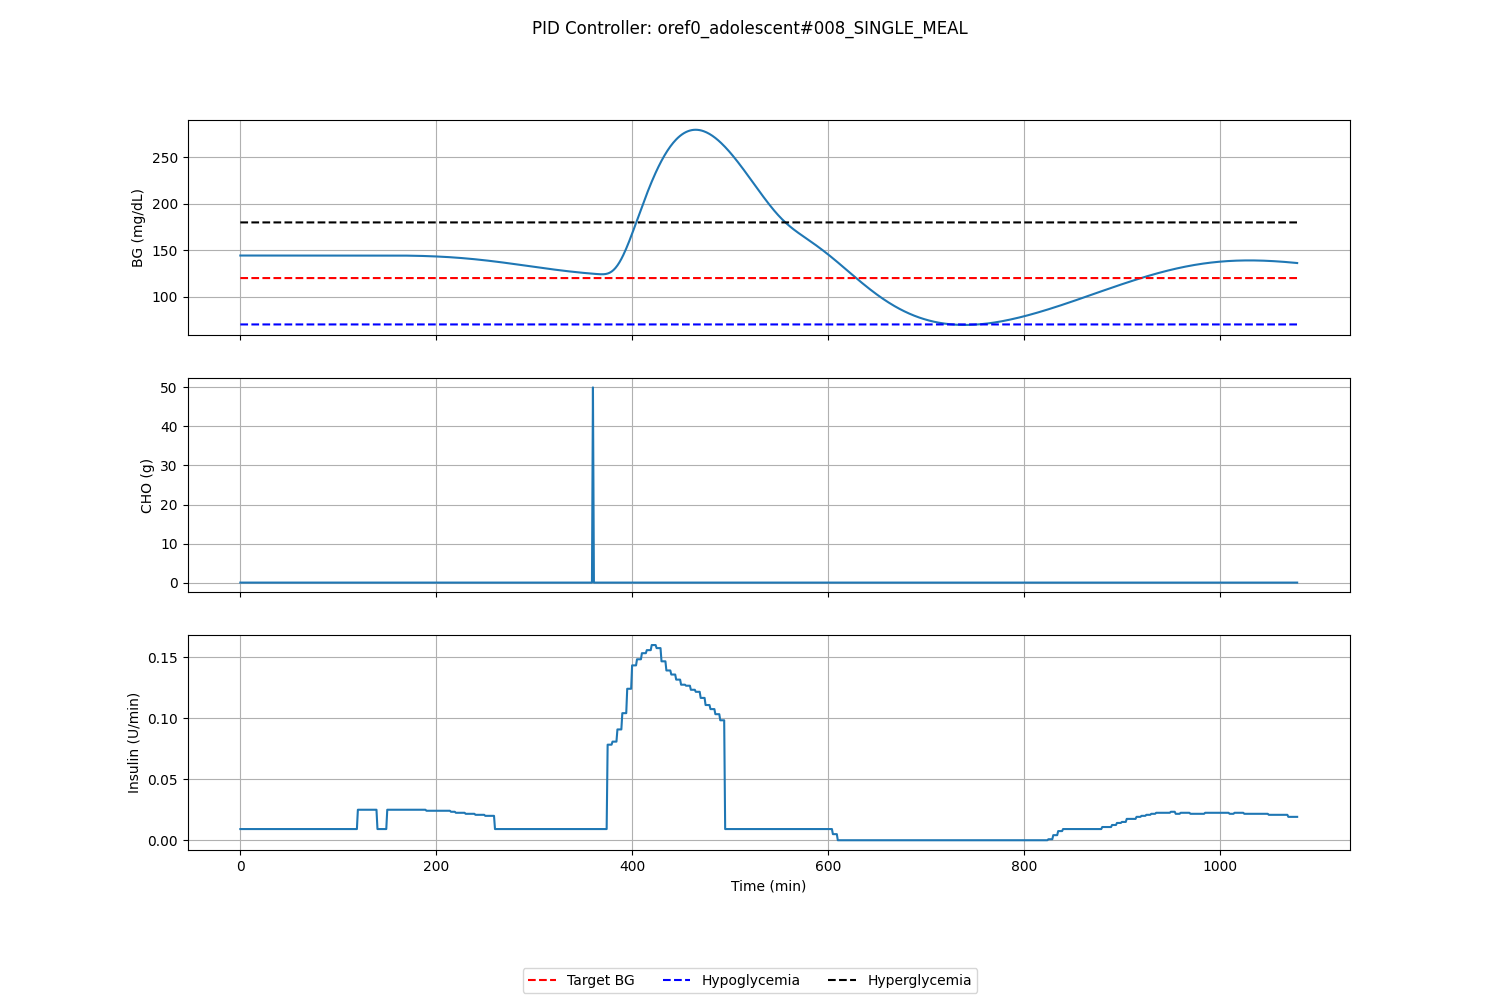 PID Controller: oref0_adolescent#008_SINGLE_MEAL
BG (mg/dL)
250
200
150
100
CHO (g)
50
40
30
20
10
0
Insulin (U/min)
0.15
0.10
0.05
0.00
0 200 400 600 800 1000
Time (min)
Target BG Hypoglycemia Hyperglycemia